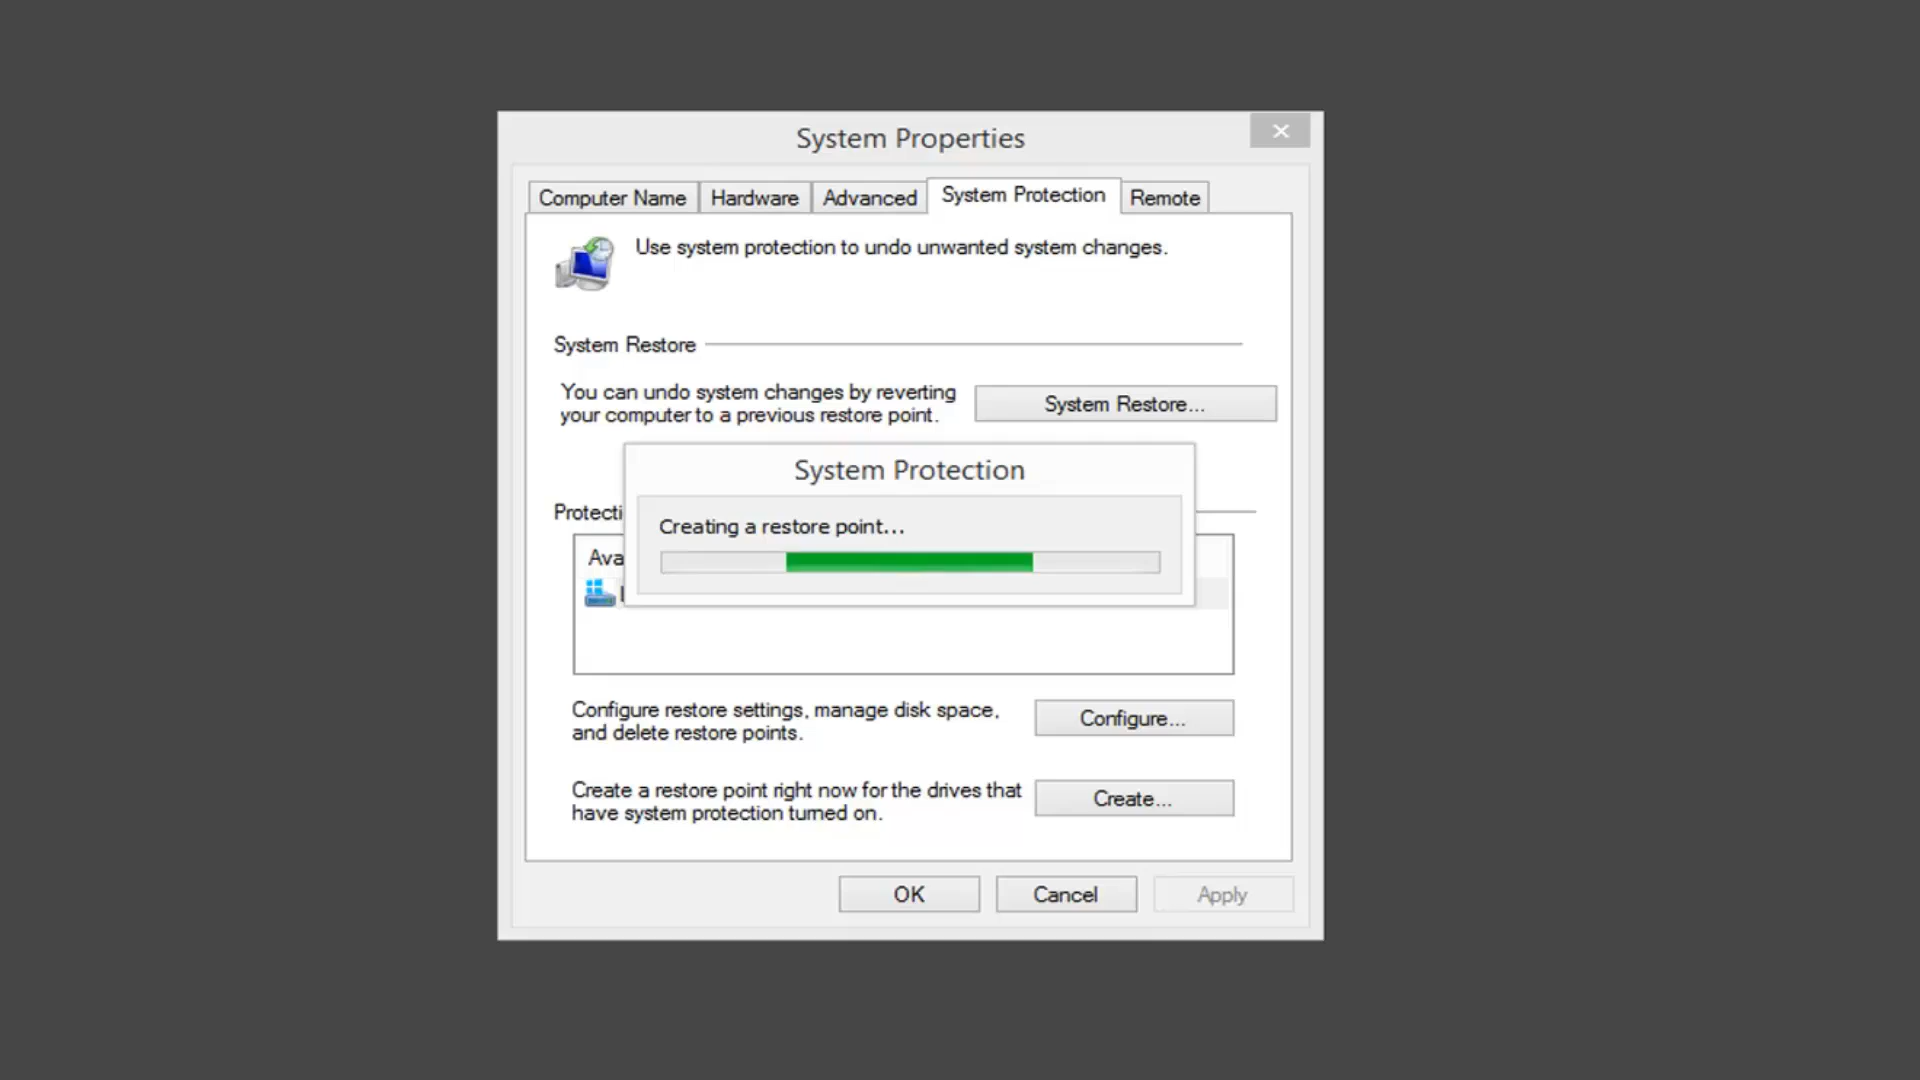 System Properties
Computer Name
Hardware
Advanced
System Protection
Remote
Use system protection to undo unwanted system changes.
System Restore
You can undo system changes by reverting
your computer to a previous restore point.
System Restore...
System Protection
Creating a restore point...
Protecti
Ava
Configure restore settings, manage disk space,
and delete restore points.
Configure...
Create a restore point right now for the drives that
have system protection turned on.
Create...
OK
Cancel
Apply